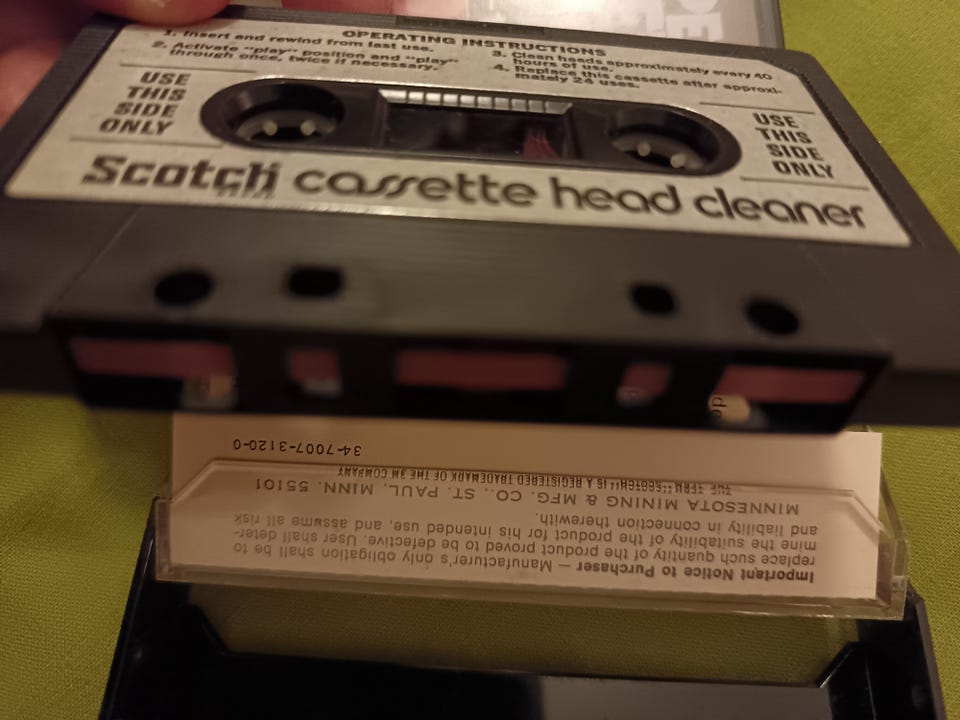 OPERATING INSTRUCTIONS
1. Insert and rewind from last use.
2. Activate "play" position and "play"
through once, twice if necessary.
3. Clean heads approximately every 40
hours of use.
4. Replace this cassette after approxi-
mately 24 uses.
USE
THIS
SIDE
ONLY
USE
THIS
SIDE
ONLY
Scotch cassette head cleaner
de
Important Notice to Purchaser — Manufacturer's only obligation shall be to
replace such quantity of the product proved to be defective. User shall deter-
mine the suitability of the product for his intended use, and assume all risk
and liability in connection therewith.
MINNESOTA MINING & MFG. CO., ST. PAUL, MINN. 55101
THE TERM "SCOTCH" IS A REGISTERED TRADEMARK OF THE 3M COMPANY
34-7007-3120-0